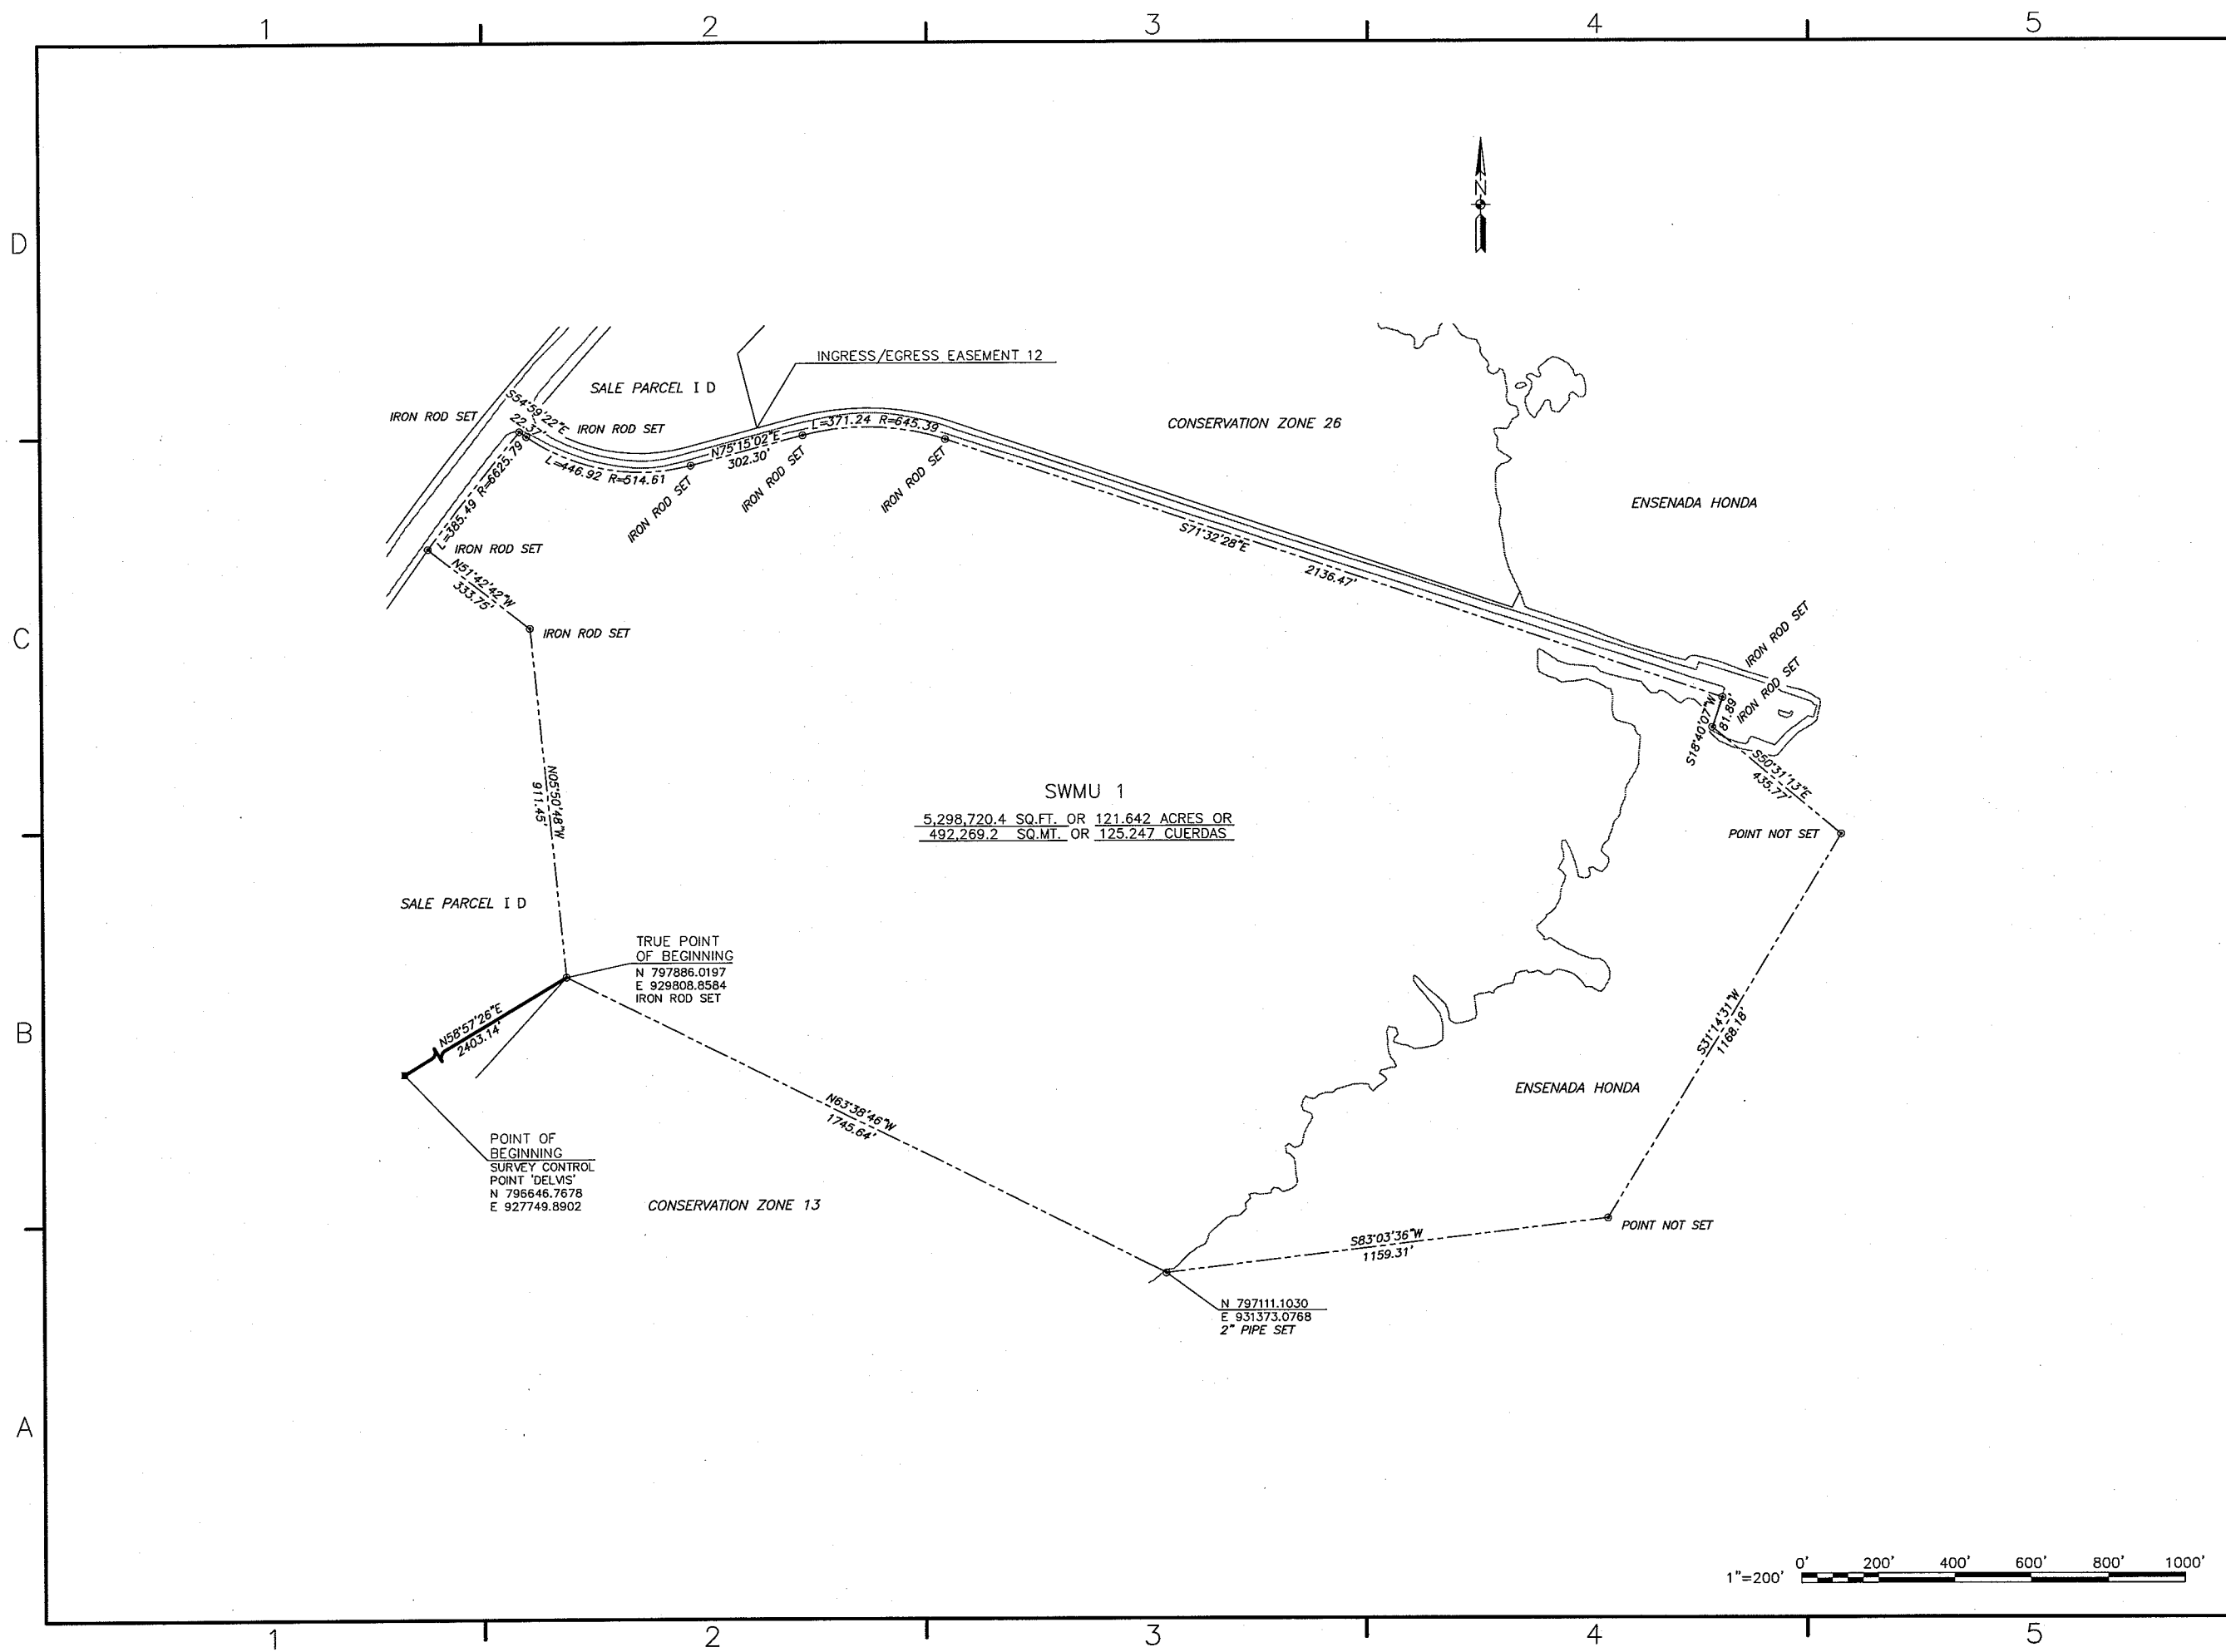 1 2 3 4 5
D
C
B
A
N
INGRESS/EGRESS EASEMENT 12
SALE PARCEL I D
CONSERVATION ZONE 26
IRON ROD SET
S54°59'22"E
22.37'
IRON ROD SET
L=446.92 R=514.61
N75°15'02"E
302.30'
L=371.24 R=645.39
IRON ROD SET
IRON ROD SET
IRON ROD SET
L=385.49 R=6625.79
IRON ROD SET
N51°42'42"W
333.75'
IRON ROD SET
S71°32'28"E
2136.47'
ENSENADA HONDA
IRON ROD SET
IRON ROD SET
S18°40'07"W
81.89'
S50°31'13"E
435.77'
POINT NOT SET
N05°50'48"W
911.45'
SWMU 1
5,298,720.4 SQ.FT. OR 121.642 ACRES OR
492,269.2 SQ.MT. OR 125.247 CUERDAS
SALE PARCEL I D
TRUE POINT
OF BEGINNING
N 797886.0197
E 929808.8584
IRON ROD SET
N58°57'26"E
2403.14'
POINT OF
BEGINNING
SURVEY CONTROL
POINT 'DELVIS'
N 796646.7678
E 927749.8902
CONSERVATION ZONE 13
N63°38'46"W
1745.64'
S31°14'31"W
1168.18'
ENSENADA HONDA
POINT NOT SET
S83°03'36"W
1159.31'
N 797111.1030
E 931373.0768
2" PIPE SET
1"=200'
0' 200' 400' 600' 800' 1000'
1 2 3 4 5